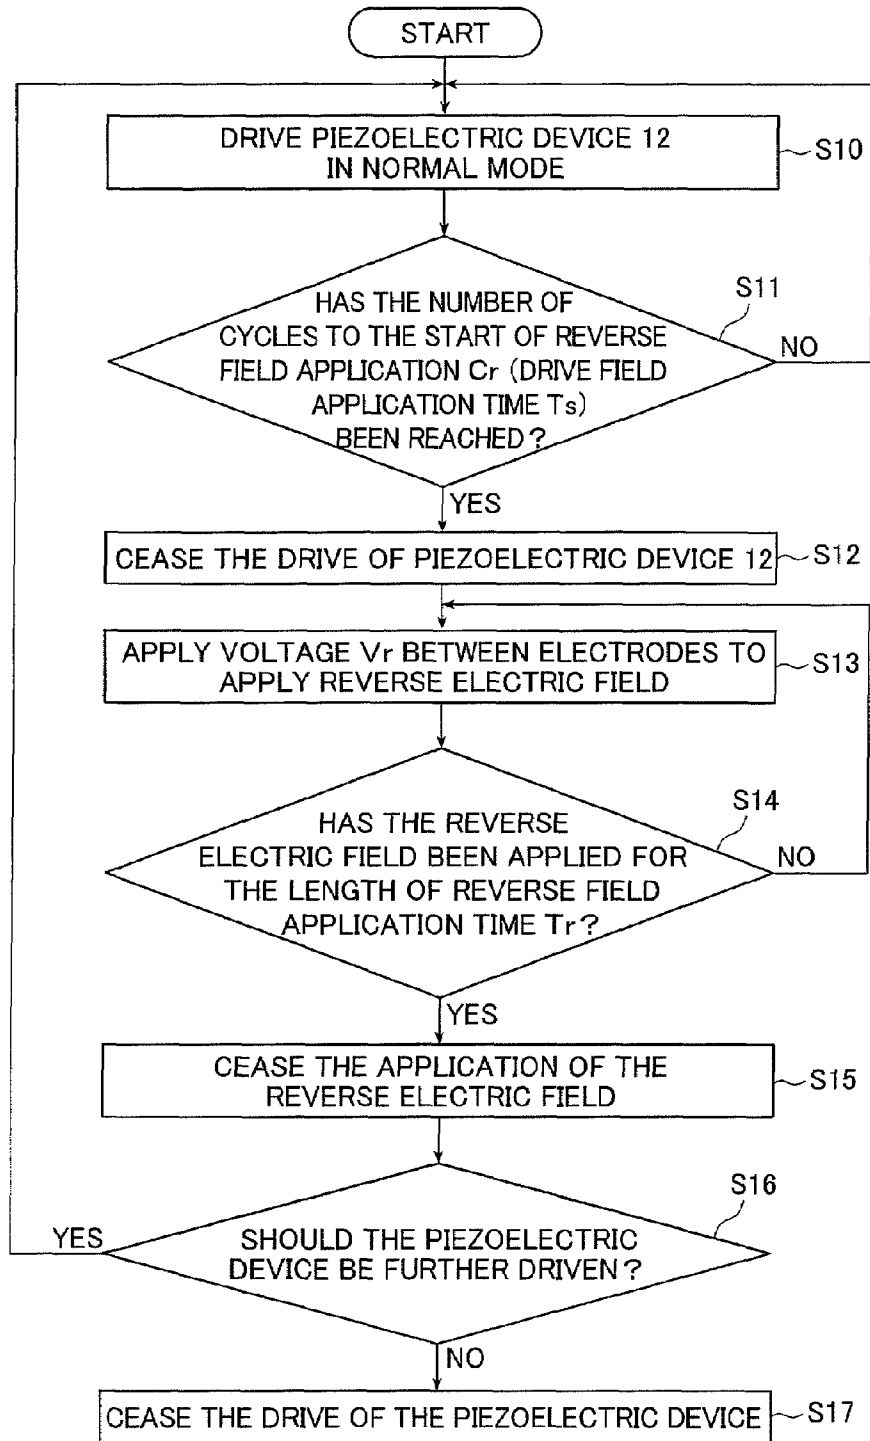 START
DRIVE PIEZOELECTRIC DEVICE 12
IN NORMAL MODE
S10
HAS THE NUMBER OF
CYCLES TO THE START OF REVERSE
FIELD APPLICATION Cr (DRIVE FIELD
APPLICATION TIME Ts)
BEEN REACHED?
S11
NO
YES
CEASE THE DRIVE OF PIEZOELECTRIC DEVICE 12
S12
APPLY VOLTAGE Vr BETWEEN ELECTRODES TO
APPLY REVERSE ELECTRIC FIELD
S13
HAS THE REVERSE
ELECTRIC FIELD BEEN APPLIED FOR
THE LENGTH OF REVERSE FIELD
APPLICATION TIME Tr?
S14
NO
YES
CEASE THE APPLICATION OF THE
REVERSE ELECTRIC FIELD
S15
SHOULD THE PIEZOELECTRIC
DEVICE BE FURTHER DRIVEN?
S16
YES
NO
CEASE THE DRIVE OF THE PIEZOELECTRIC DEVICE
S17